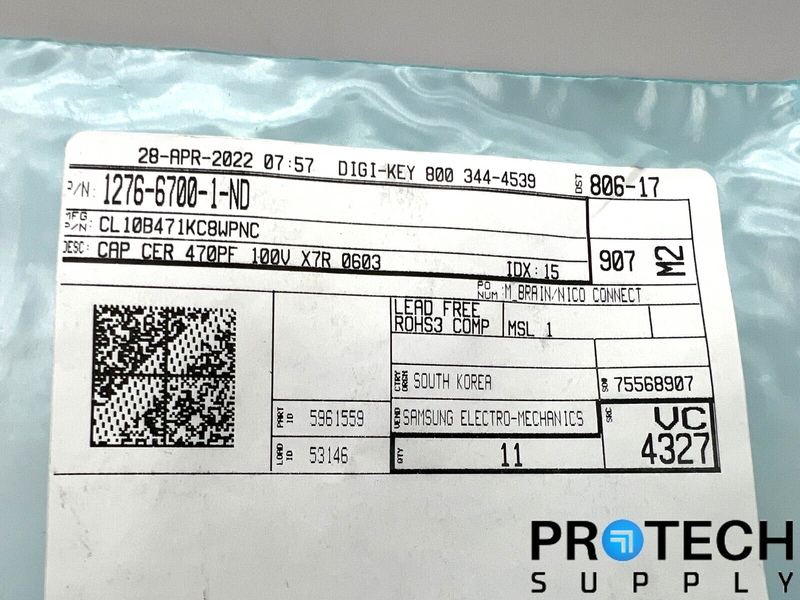 28-APR-2022 07:57 DIGI-KEY 800 344-4539
P/N: 1276-6700-1-ND
DST 806-17
MFG P/N: CL10B471KC8WPNC
DESC: CAP CER 470PF 100V X7R 0603
IDX: 15
907 M2
PO NUM: M_BRAIN/NICO CONNECT
LEAD FREE
ROHS3 COMP
MSL 1
CTRY ORGN SOUTH KOREA
SO# 75568907
PART ID 5961559
VEND SAMSUNG ELECTRO-MECHANICS
SRC VC
4327
LOAD ID 53146
QTY 11
PROTECH
SUPPLY